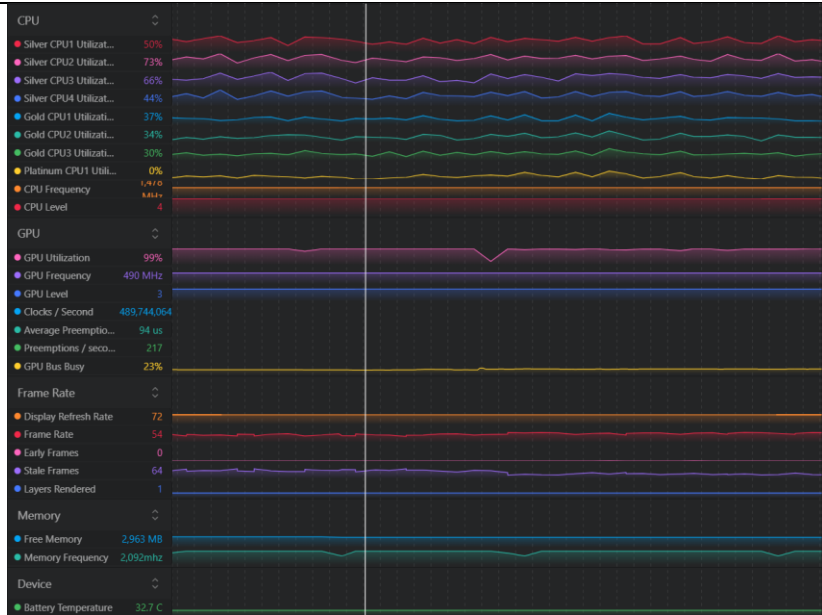 CPU
Silver CPU1 Utilizat... 50%
Silver CPU2 Utilizat... 73%
Silver CPU3 Utilizat... 66%
Silver CPU4 Utilizat... 44%
Gold CPU1 Utilizati... 37%
Gold CPU2 Utilizati... 34%
Gold CPU3 Utilizati... 30%
Platinum CPU1 Utili... 0%
CPU Frequency 1,478 MHz
CPU Level 4
GPU
GPU Utilization 99%
GPU Frequency 490 MHz
GPU Level 3
Clocks / Second 489,744,064
Average Preemptio... 94 us
Preemptions / seco... 217
GPU Bus Busy 23%
Frame Rate
Display Refresh Rate 72
Frame Rate 54
Early Frames 0
Stale Frames 64
Layers Rendered 1
Memory
Free Memory 2,963 MB
Memory Frequency 2,092mhz
Device
Battery Temperature 32.7 C